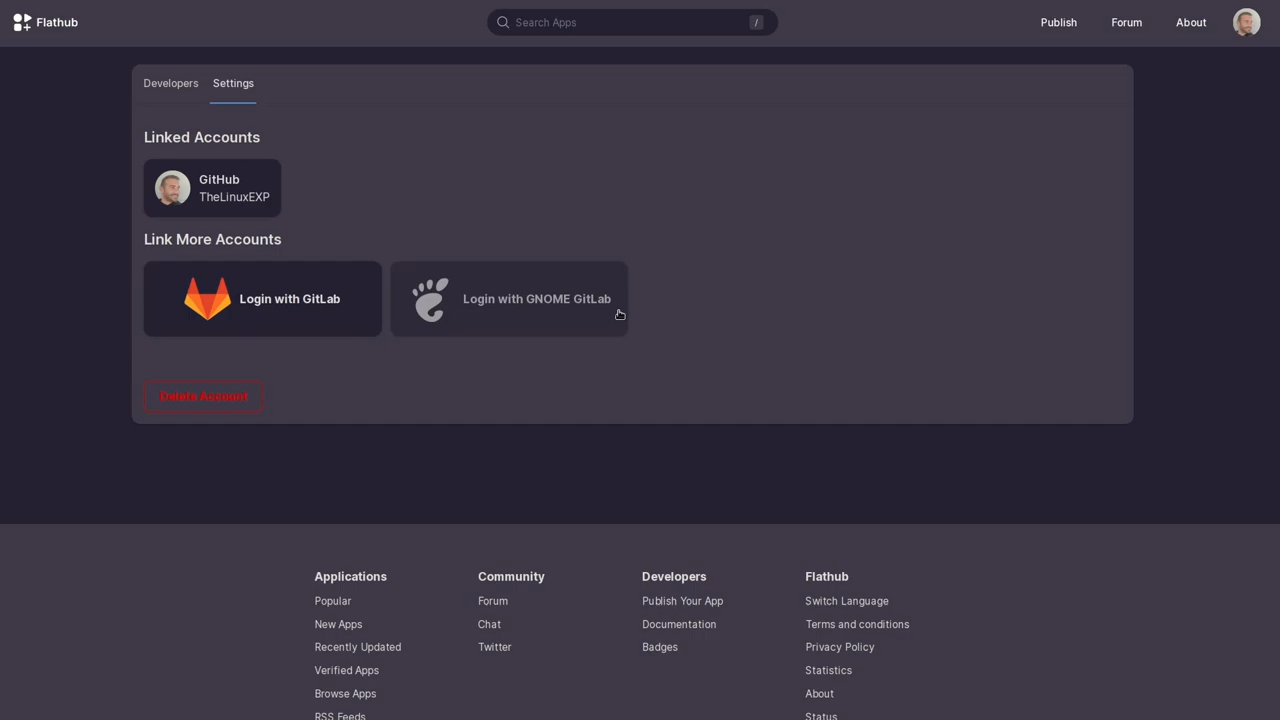 Flathub
Search Apps
/
Publish
Forum
About
Developers
Settings
Linked Accounts
GitHub
TheLinuxEXP
Link More Accounts
Login with GitLab
Login with GNOME GitLab
Delete Account
Applications
Popular
New Apps
Recently Updated
Verified Apps
Browse Apps
RSS Feeds
Community
Forum
Chat
Twitter
Developers
Publish Your App
Documentation
Badges
Flathub
Switch Language
Terms and conditions
Privacy Policy
Statistics
About
Status